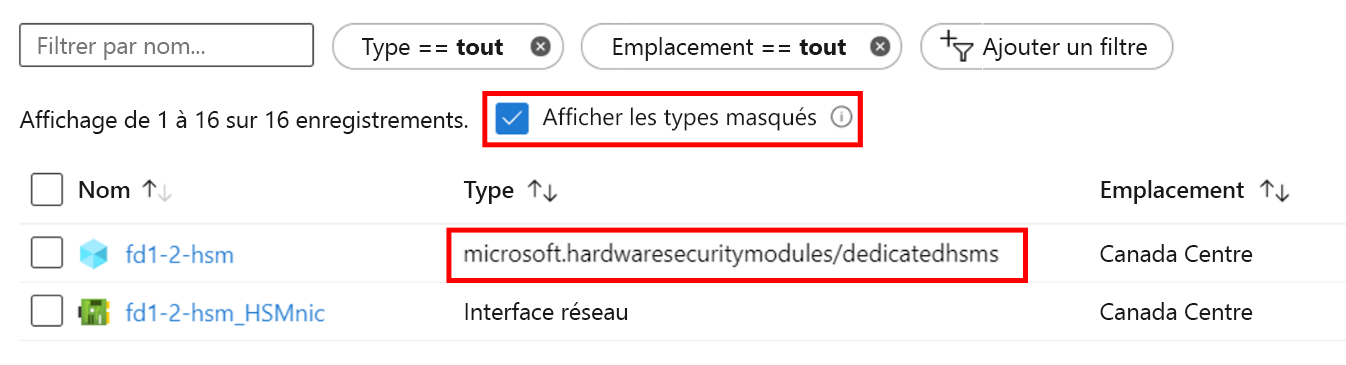 Filtrer par nom... Type == tout Emplacement == tout Ajouter un filtre
Affichage de 1 à 16 sur 16 enregistrements. Afficher les types masqués
Nom Type Emplacement
fd1-2-hsm microsoft.hardwaresecuritymodules/dedicatedhsms Canada Centre
fd1-2-hsm_HSMnic Interface réseau Canada Centre